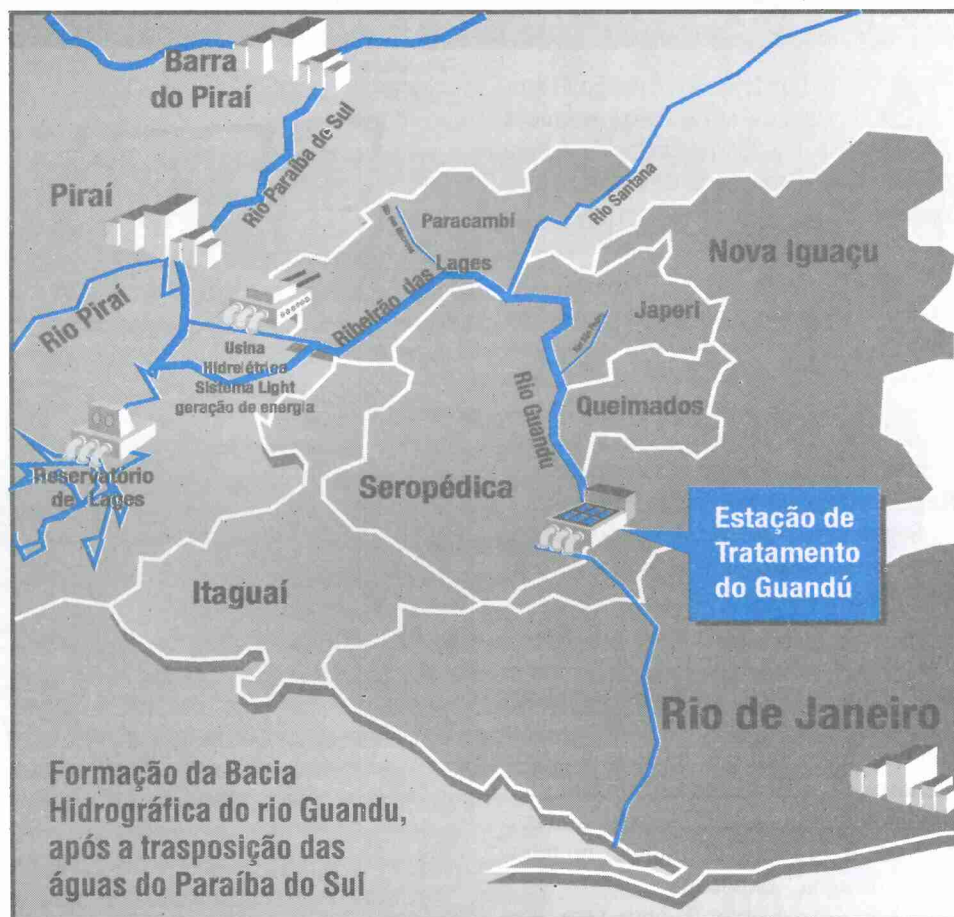 Barra
do Piraí
Rio Paraíba do Sul
Piraí
Rio Piraí
Rio Santana
Paracambí
Nova Iguaçu
Ribeirão das Lages
Japeri
Usina
Hidrelétrica
Sistema Light
geração de energia
Rio Guandu
Queimados
Reservatório
de Lages
Seropédica
Estação de
Tratamento
do Guandú
Itaguaí
Rio de Janeiro
Formação da Bacia
Hidrográfica do rio Guandu,
após a trasposição das
águas do Paraíba do Sul